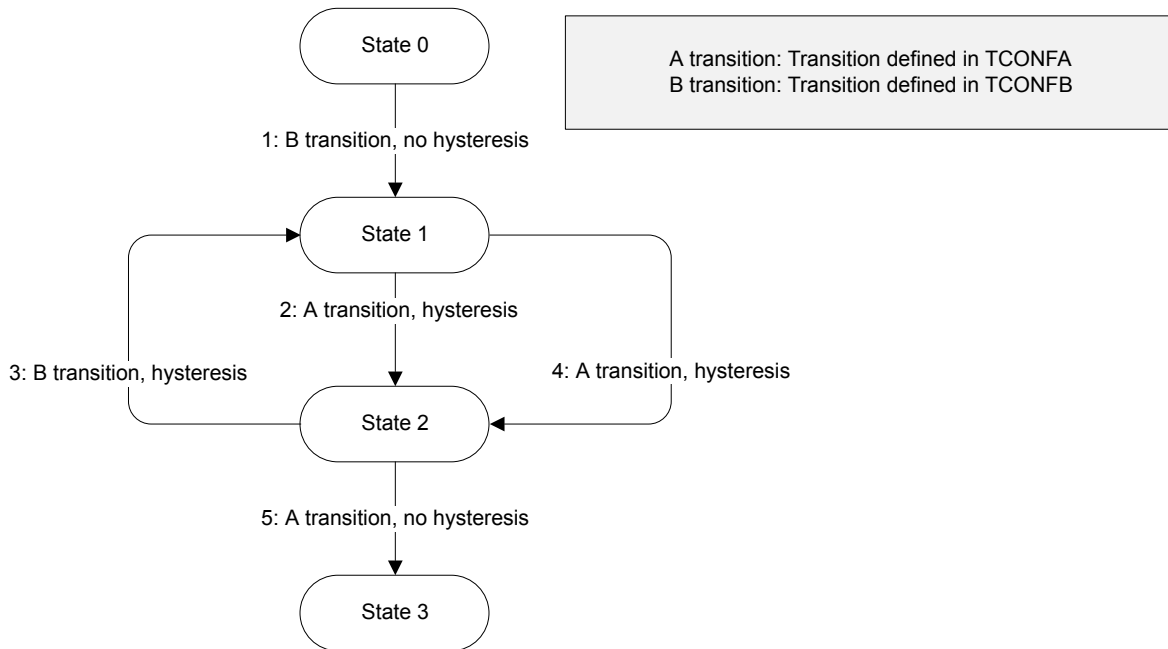 State 0
A transition: Transition defined in TCONFA
B transition: Transition defined in TCONFB
1: B transition, no hysteresis
State 1
2: A transition, hysteresis
3: B transition, hysteresis
4: A transition, hysteresis
State 2
5: A transition, no hysteresis
State 3